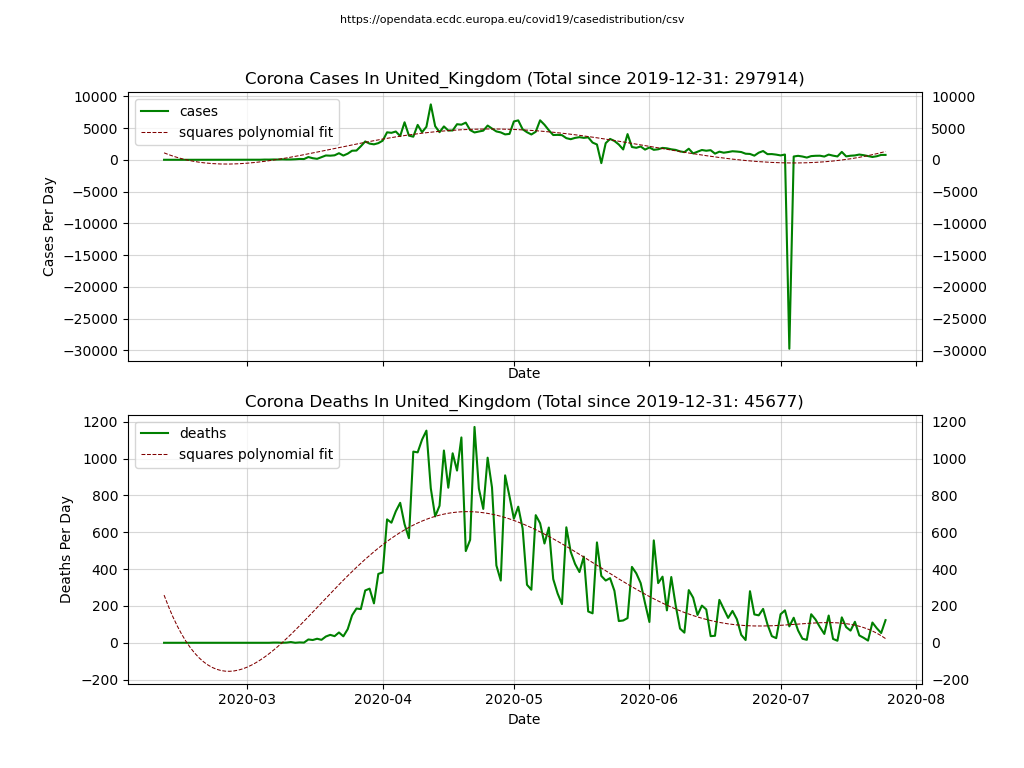 https://opendata.ecdc.europa.eu/covid19/casedistribution/csv
Corona Cases In United_Kingdom (Total since 2019-12-31: 297914)
cases
squares polynomial fit
Cases Per Day
10000
5000
0
−5000
−10000
−15000
−20000
−25000
−30000
10000
5000
0
−5000
−10000
−15000
−20000
−25000
−30000
Date
Corona Deaths In United_Kingdom (Total since 2019-12-31: 45677)
deaths
squares polynomial fit
Deaths Per Day
1200
1000
800
600
400
200
0
−200
1200
1000
800
600
400
200
0
−200
2020-03 2020-04 2020-05 2020-06 2020-07 2020-08
Date